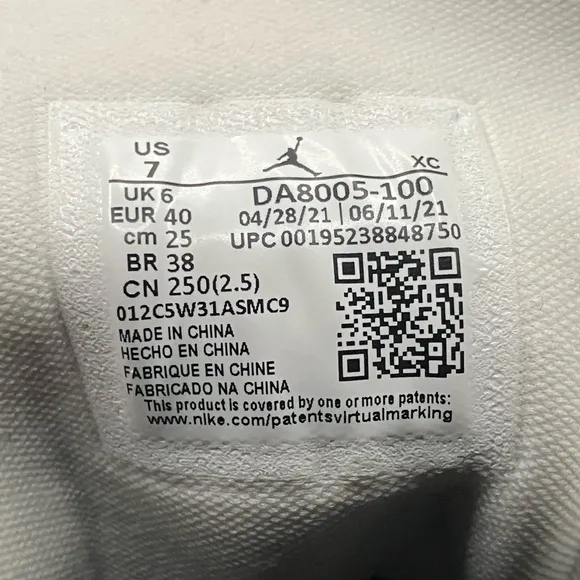 US
7
XC
UK 6
DA8005-100
EUR 40
04/28/21 | 06/11/21
cm 25
UPC 00195238848750
BR 38
CN 250(2.5)
012C5W31ASMC9
MADE IN CHINA
HECHO EN CHINA
FABRIQUE EN CHINE
FABRICADO NA CHINA
This product is covered by one or more patents:
www.nike.com/patentsvirtualmarking